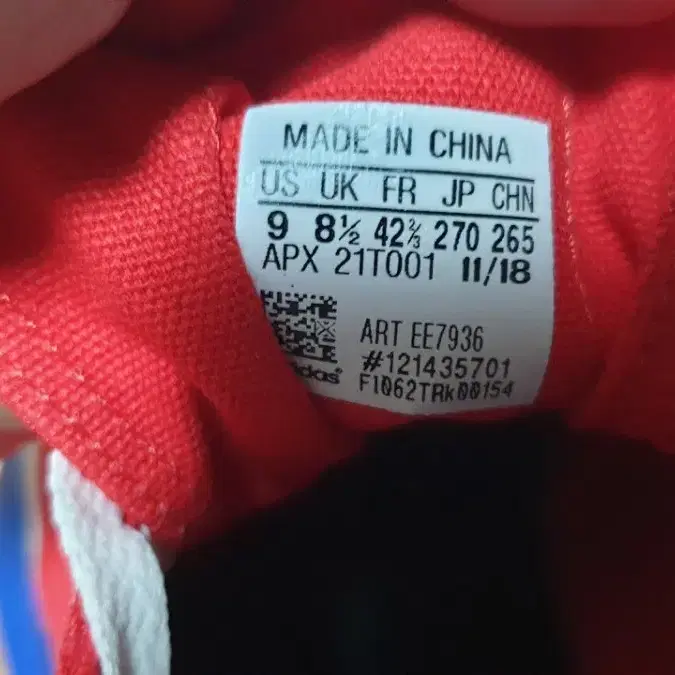 MADE IN CHINA
US UK FR JP CHN
9 8½ 42⅔ 270 265
APX 21T001 11/18
ART EE7936
#121435701
adidas F1062TRk00154